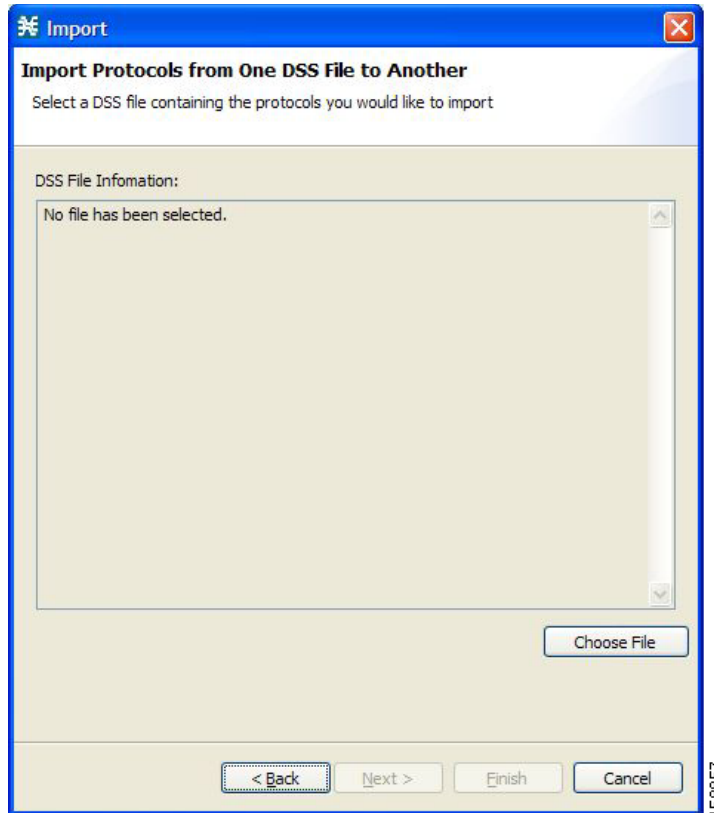 Import
Import Protocols from One DSS File to Another
Select a DSS file containing the protocols you would like to import
DSS File Infomation:
No file has been selected.
Choose File
< Back
Next >
Finish
Cancel